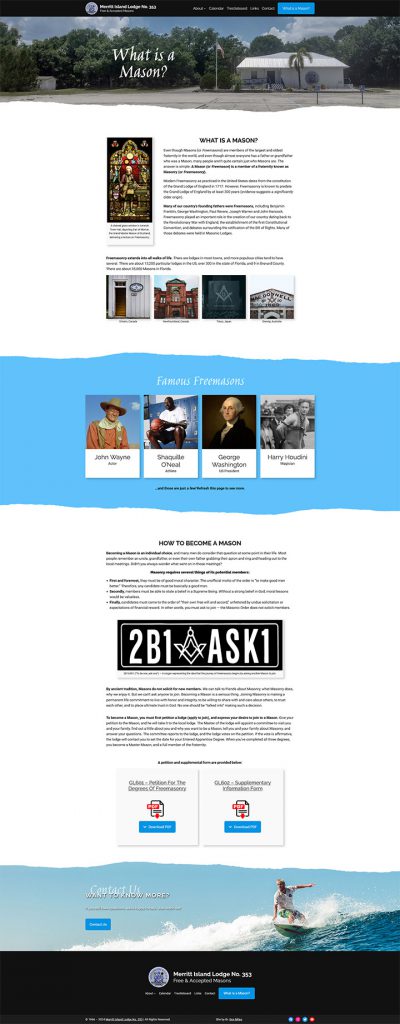 Merritt Island Lodge No. 353
Free & Accepted Masons
About Calendar Trestleboard Links Contact What is a Mason?
What is a
Mason?
WHAT IS A MASON?
Even though Masons (or Freemasons) are members of the largest and oldest
fraternity in the world, and even though almost everyone has a father or grandfather
who was a Mason, many people aren't quite certain just who Masons are. The
answer is simple. A Mason (or Freemason) is a member of a fraternity known as
Masonry (or Freemasonry).
Modern Freemasonry as practiced in the United States dates from the constitution
of the Grand Lodge of England in 1717. However, Freemasonry is known to predate
the Grand Lodge of England by at least 300 years (evidence suggests a significantly
older origin).
Many of our country's founding fathers were Freemasons, including Benjamin
Franklin, George Washington, Paul Revere, Joseph Warren and John Hancock.
Freemasonry played an important role in the creation of our country dating back to
the Revolutionary War with England, the establishment of the first Constitutional
Convention, and debates surrounding the ratification of the Bill of Rights. Many of
those debates were held in Masonic Lodges.
Freemasonry extends into all walks of life. There are lodges in most towns, and more populous cities tend to have
several. There are about 13,200 particular lodges in the US, over 300 in the state of Florida, and 9 in Brevard County.
There are about 35,000 Masons in Florida.
Ontario, Canada
Newfoundland, Canada
Tokyo, Japan
Geelong, Australia
Famous Freemasons
John Wayne
Actor
Shaquille
O'Neal
Athlete
George
Washington
US President
Harry Houdini
Magician
...and those are just a few! Refresh this page to see more.
HOW TO BECOME A MASON
Becoming a Mason is an individual choice, and many men do consider this question at some point in their life. Most
people remember an uncle, grandfather, or even their own father grabbing their apron and ring and heading out to the
local meetings. Didn't you always wonder what went on in those meetings?
Masonry requires several things of its potential members:
First and foremost, they must be of good moral character. The unofficial motto of the order is "to make good men
better." Therefore, any candidate must be basically a good man.
Secondly, members must be able to state a belief in a Supreme Being. Without a strong belief in God, moral lessons
would be valueless.
Finally, candidates must come to the order of "their own free will and accord," unfettered by undue solicitation or
expectations of financial reward. In other words, you must ask to join – the Masonic Order does not solicit members.
2B1 ASK1
By ancient tradition, Masons do not solicit for new members. We can talk to friends about Masonry, what Masonry does,
why we enjoy it. But we can't ask anyone to join. Becoming a Mason is a serious thing. Joining Masonry is making a
permanent life commitment to live with honor and integrity, to be willing to share with and care about others, to trust
each other, and to place ultimate trust in God. No one should be "talked into" making such a decision.
To become a Mason, you must first petition a lodge (apply to join), and express your desire to join to a Mason. Give your
petition to the Mason, and he will take it to the local lodge. The Master of the lodge will appoint a committee to visit you
and your family, find out a little about you and why you want to be a Mason, tell you and your family about Masonry, and
answer your questions. The committee reports to the lodge, and the lodge votes on the petition. If the vote is affirmative,
the lodge will contact you to set the date for your Entered Apprentice Degree. When you've completed all three degrees,
you become a Master Mason, and a full member of the fraternity.
A petition and supplemental form are provided below:
GL601 – Petition For The
Degrees Of Freemasonry
PDF
Download PDF
GL602 – Supplementary
Information Form
PDF
Download PDF
Contact Us
WANT TO KNOW MORE?
Contact Us
Merritt Island Lodge No. 353
Free & Accepted Masons
About Calendar Trestleboard Links Contact What is a Mason?
Merritt Island Lodge No. 353 | All Rights Reserved.